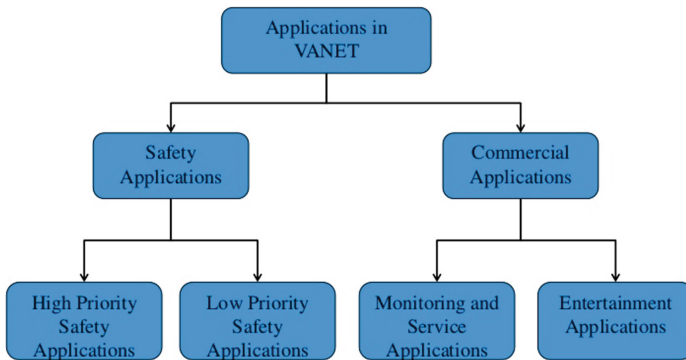 Applications in
VANET
Safety
Applications
Commercial
Applications
High Priority
Safety
Applications
Low Priority
Safety
Applications
Monitoring and
Service
Applications
Entertainment
Applications